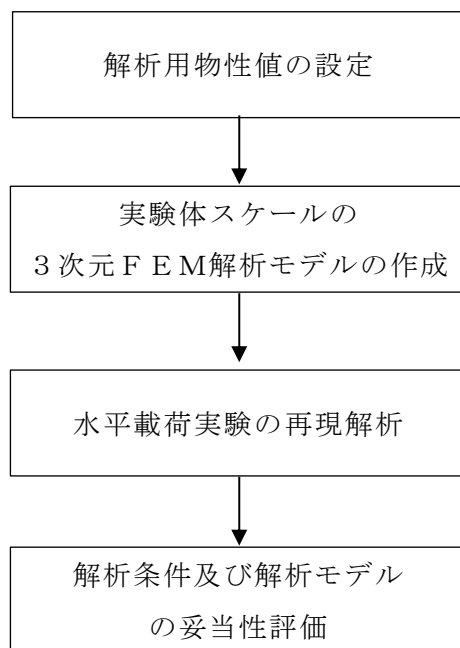 解析用物性値の設定
実験体スケールの
３次元ＦＥＭ解析モデルの作成
水平載荷実験の再現解析
解析条件及び解析モデル
の妥当性評価